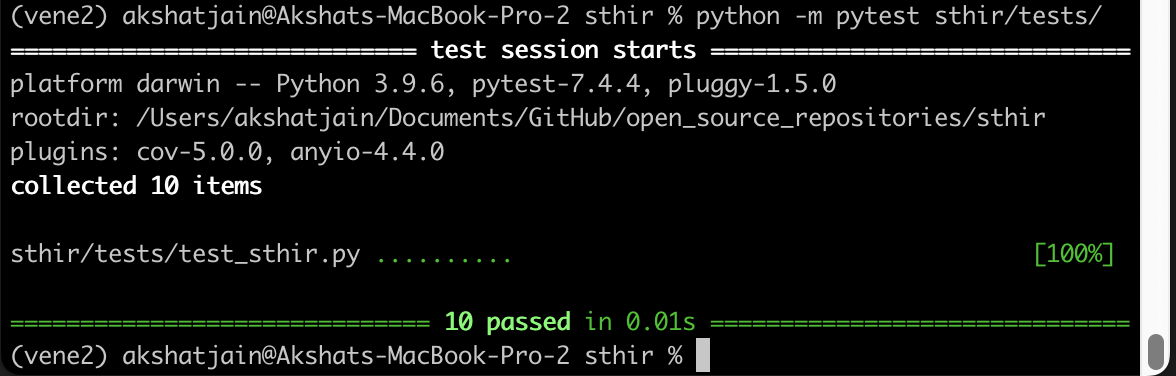 (vene2) akshatjain@Akshats-MacBook-Pro-2 sthir % python -m pytest sthir/tests/
============================= test session starts ==============================
platform darwin -- Python 3.9.6, pytest-7.4.4, pluggy-1.5.0
rootdir: /Users/akshatjain/Documents/GitHub/open_source_repositories/sthir
plugins: cov-5.0.0, anyio-4.4.0
collected 10 items
sthir/tests/test_sthir.py .......... [100%]
============================== 10 passed in 0.01s ==============================
(vene2) akshatjain@Akshats-MacBook-Pro-2 sthir %